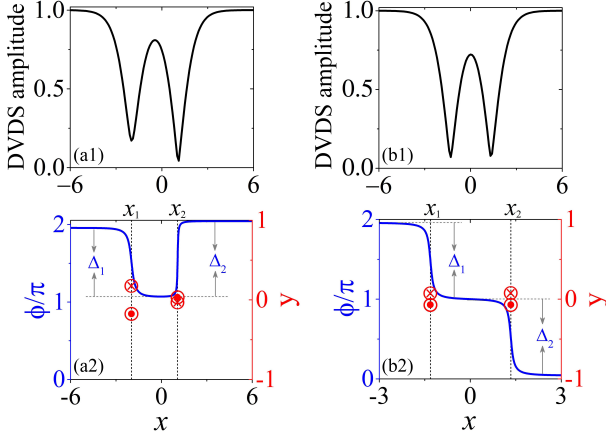 DVDS amplitude
1.0
0.5
0.0
(a1)
-6 0 6
DVDS amplitude
1.0
0.5
0.0
(b1)
-6 0 6
x₁ x₂
ϕ/π
2
1
0
Δ₁
Δ₂
1
0
-1
y
(a2)
-6 0 6
x
x₁ x₂
ϕ/π
2
1
0
Δ₁
Δ₂
1
0
-1
y
(b2)
-3 0 3
x